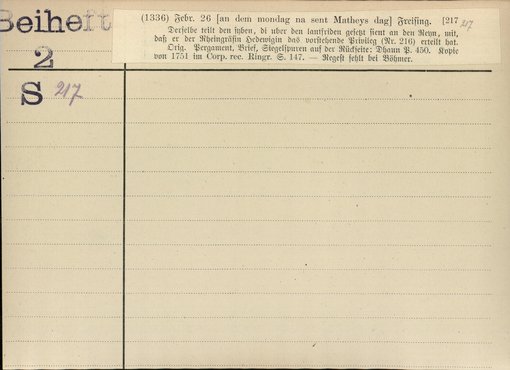 Beiheft
2
S 217
(1336) Febr. 26 [an dem mondag na sent Matheys dag] Freising. [217 217
Derselbe teilt den sýben, di uber den lantfriden gesetzt sient an den Reyn, mit,
daß er der Rheingräfin Hedewigin das vorstehende Privileg (Nr. 216) erteilt hat.
Orig. Pergament, Brief, Siegelspuren auf der Rückseite: Dhaun P. 450. Kopie
von 1751 im Corp. rec. Ringr. S. 147. — Regest fehlt bei Böhmer.